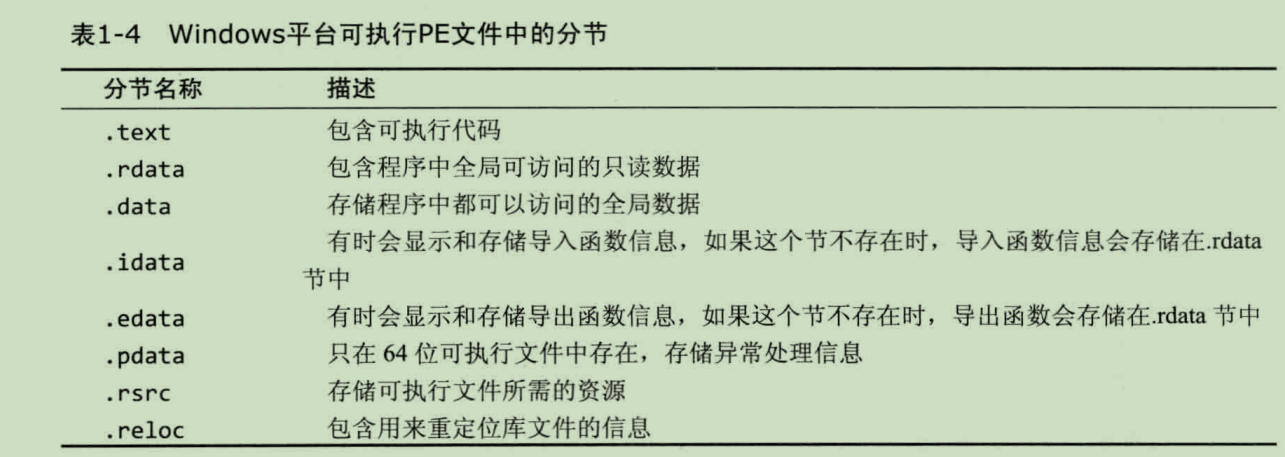 表1-4 Windows平台可执行PE文件中的分节
分节名称 描述
.text 包含可执行代码
.rdata 包含程序中全局可访问的只读数据
.data 存储程序中都可以访问的全局数据
.idata 有时会显示和存储导入函数信息，如果这个节不存在时，导入函数信息会存储在.rdata
节中
.edata 有时会显示和存储导出函数信息，如果这个节不存在时，导出函数会存储在.rdata 节中
.pdata 只在 64 位可执行文件中存在，存储异常处理信息
.rsrc 存储可执行文件所需的资源
.reloc 包含用来重定位库文件的信息